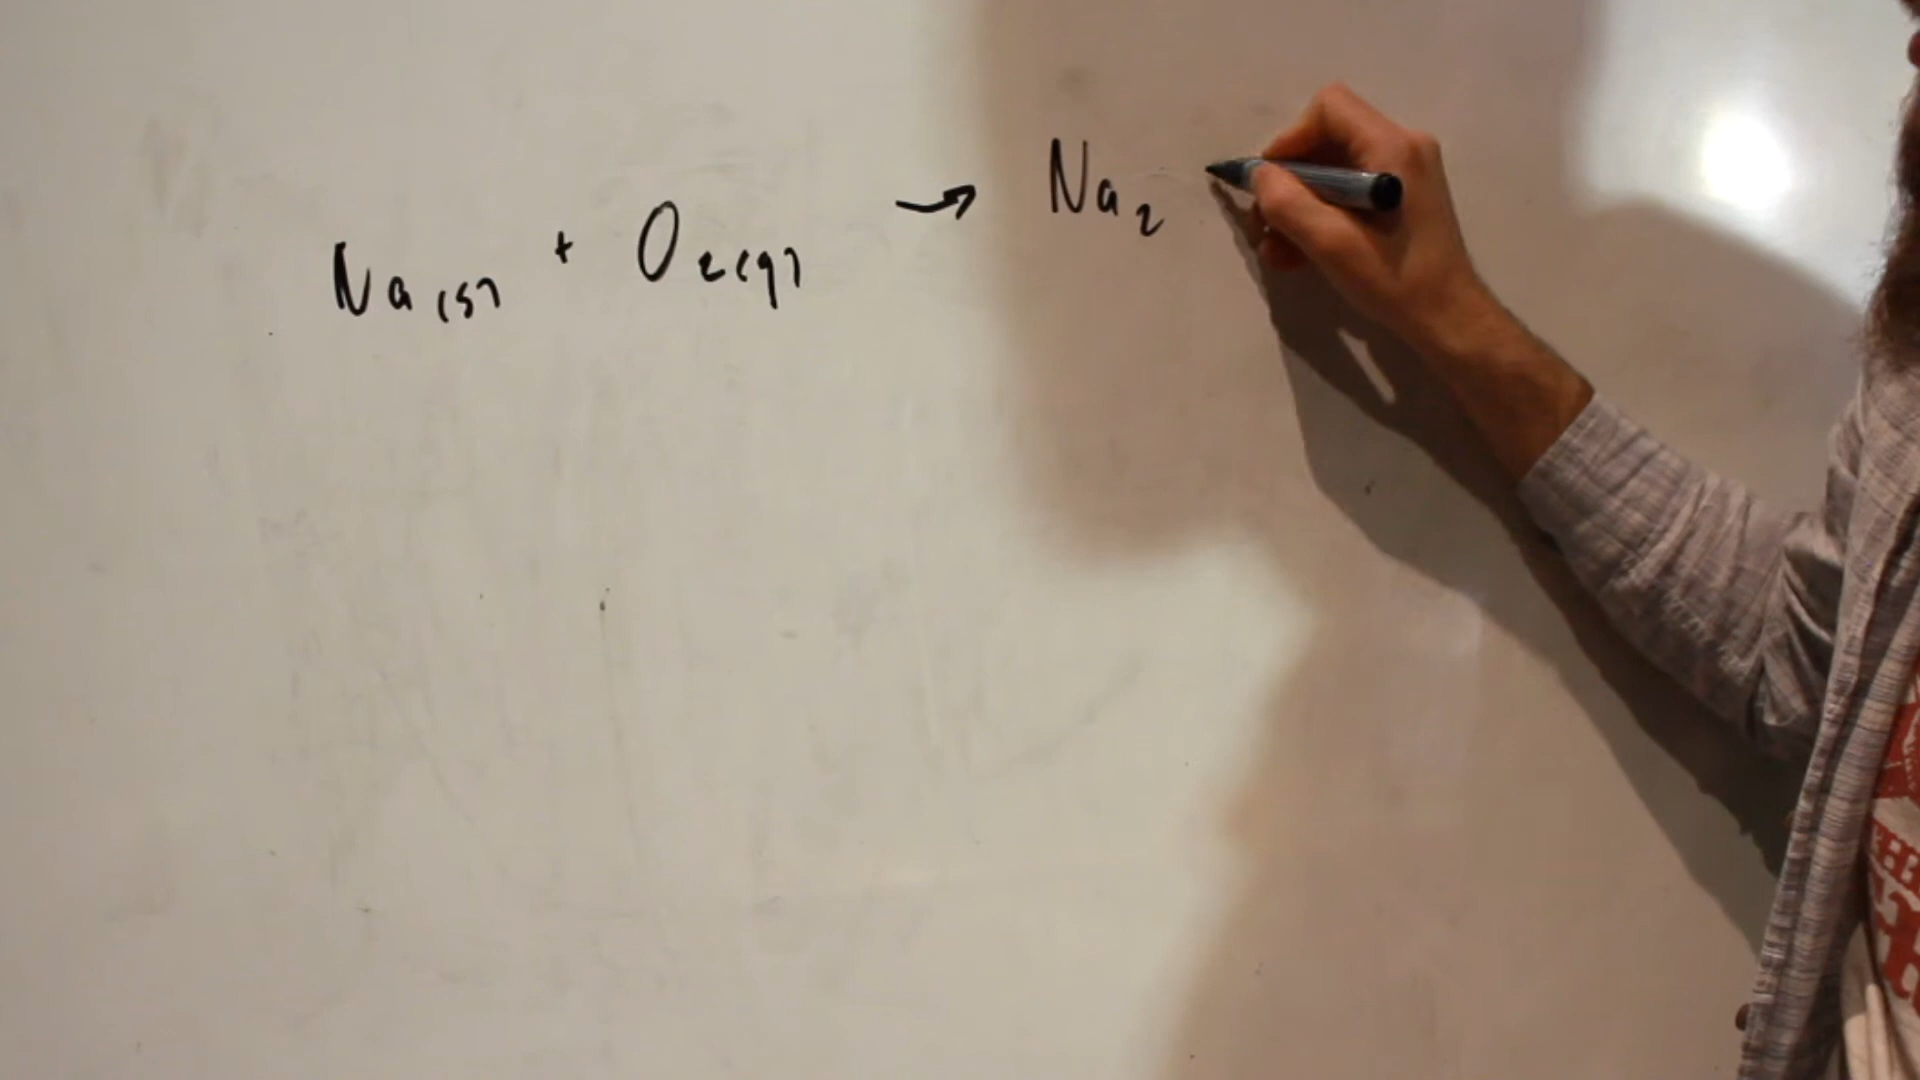 Na (s) + O2(g) → Na2